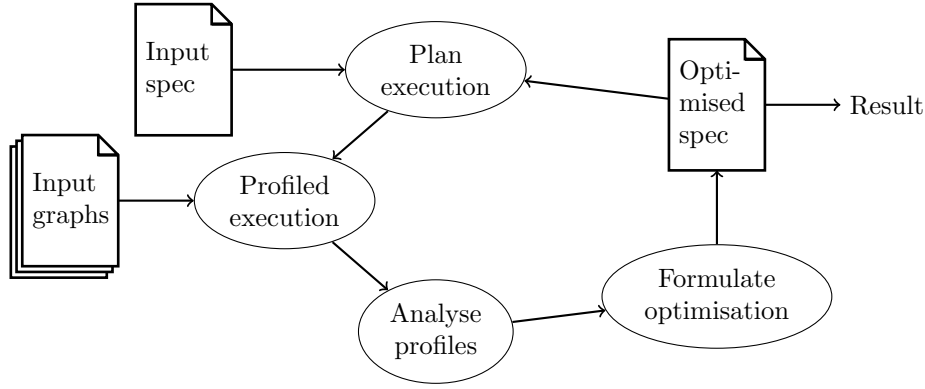 Input
spec
Plan
execution
Opti-
mised
spec
Result
Input
graphs
Profiled
execution
Analyse
profiles
Formulate
optimisation